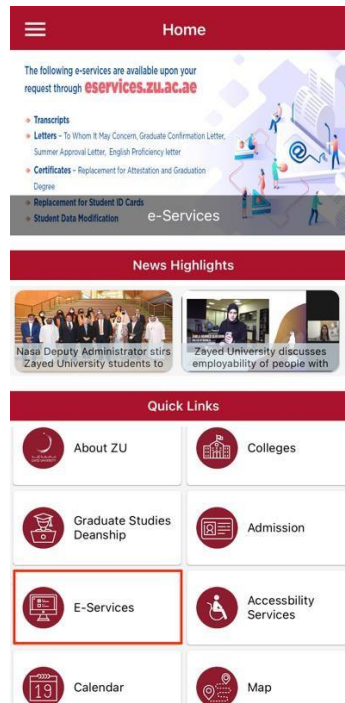 Home
The following e-services are available upon your
request through eservices.zu.ac.ae
Transcripts
Letters – To Whom It May Concern, Graduate Confirmation Letter,
Summer Approval Letter, English Proficiency letter
Certificates – Replacement for Attestation and Graduation
Degree
Replacement for Student ID Cards
Student Data Modification
e-Services
News Highlights
Nasa Deputy Administrator stirs
Zayed University students to
Zayed University discusses
employability of people with
Quick Links
About ZU
Colleges
Graduate Studies
Deanship
Admission
E-Services
Accessbility
Services
19
Calendar
Map